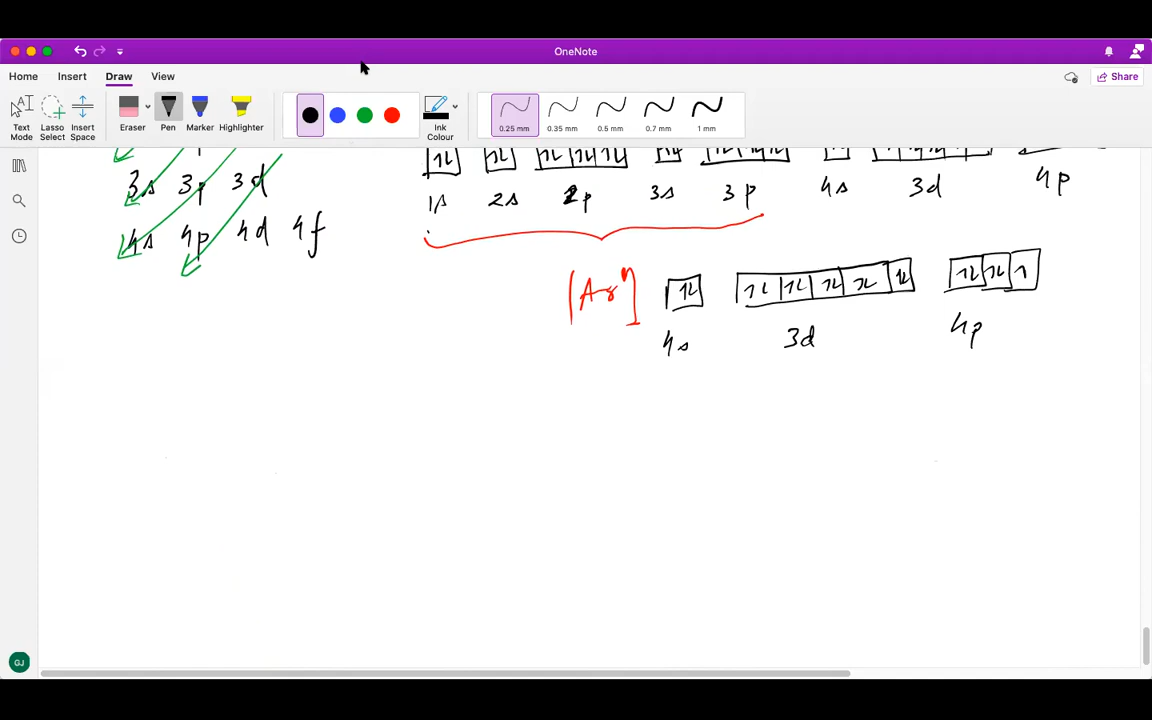 OneNote
Home Insert Draw View Share
Text Mode Lasso Select Insert Space Eraser Pen Marker Highlighter Ink Colour 0.25 mm 0.35 mm 0.5 mm 0.7 mm 1 mm
3s 3p 3d
1s 2s 2p 3s 3p 4s 3d 4p
4s 4p 4d 4f
[Ar]
4s 3d 4p
GJ